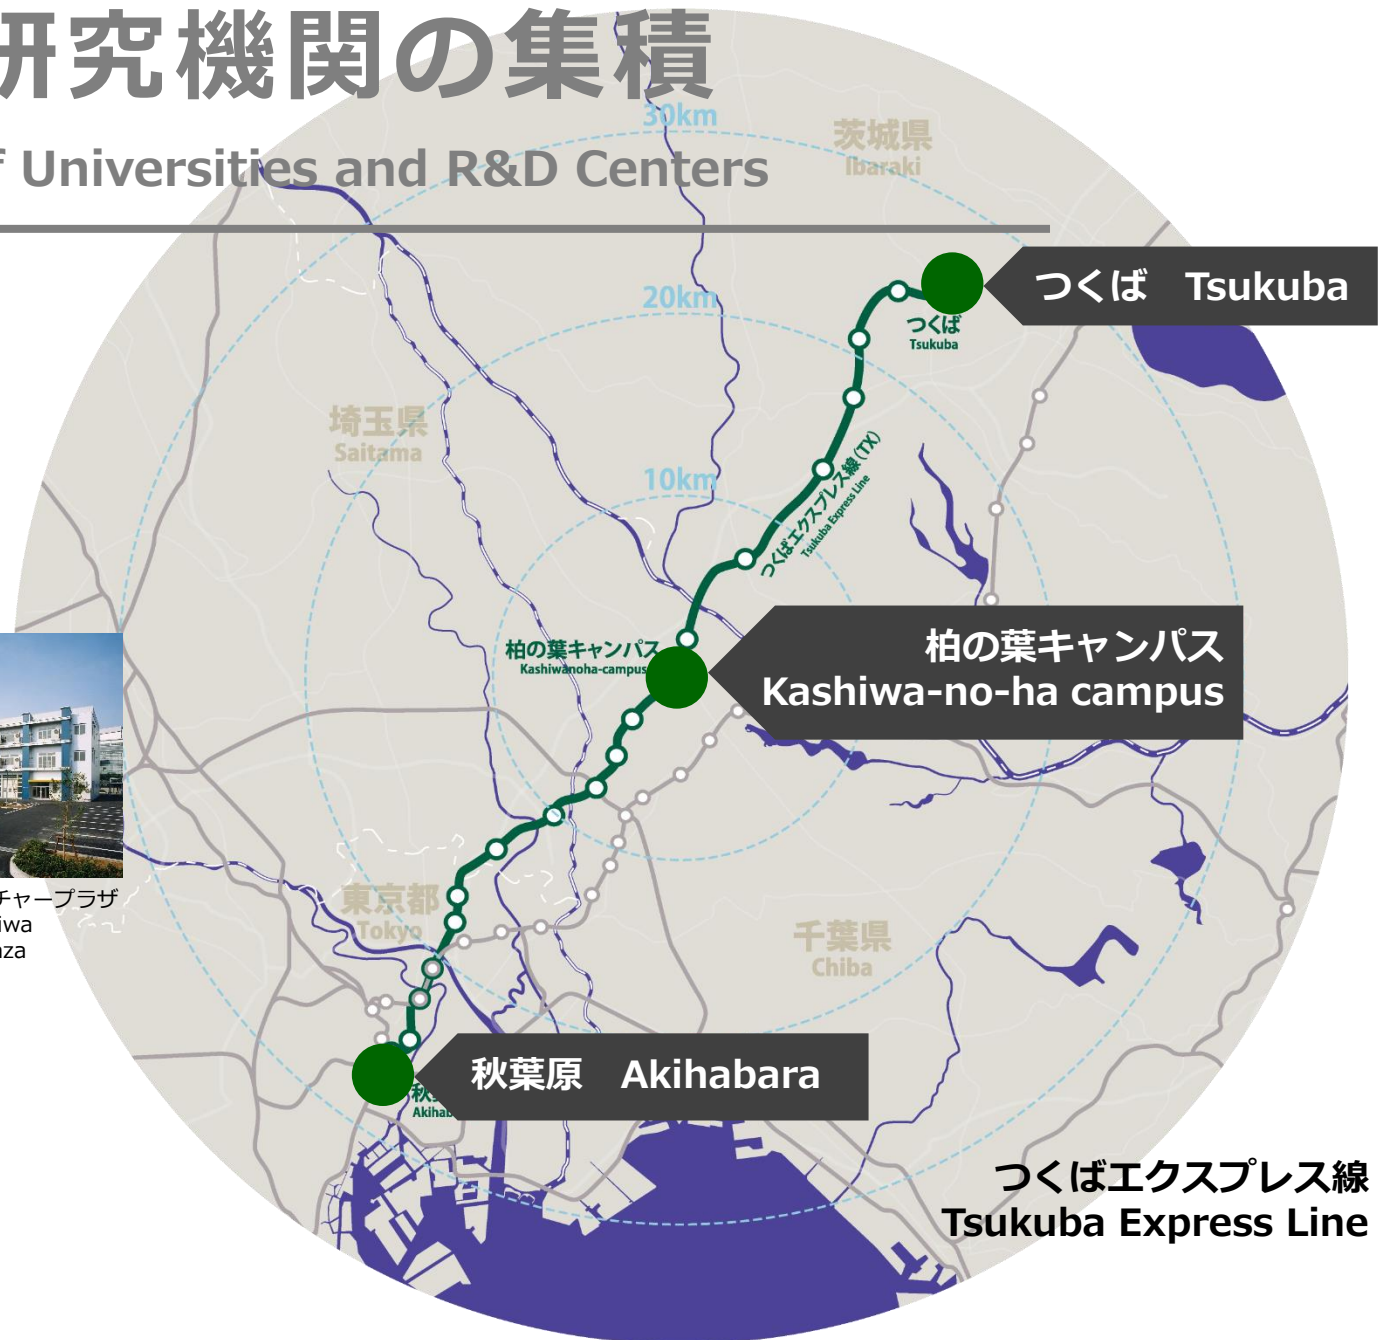 研究機関の集積
of Universities and R&D Centers
30km
茨城県
Ibaraki
つくば Tsukuba
20km
つくば
Tsukuba
埼玉県
Saitama
10km
つくばエクスプレス線(TX)
Tsukuba Express Line
柏の葉キャンパス
Kashiwanoha-campus
柏の葉キャンパス
Kashiwa-no-ha campus
チャープラザ
東京都
Tokyo
千葉県
Chiba
秋葉原 Akihabara
つくばエクスプレス線
Tsukuba Express Line